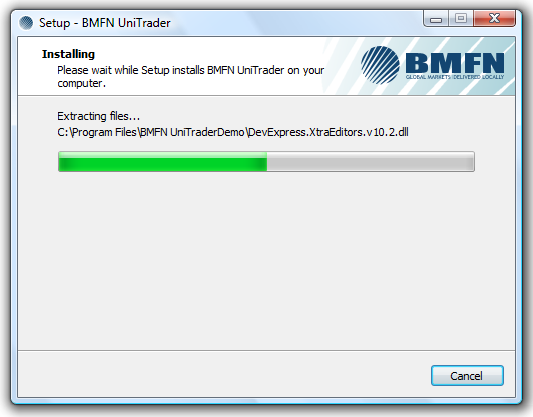 Setup - BMFN UniTrader
Installing
Please wait while Setup installs BMFN UniTrader on your
computer.
BMFN
GLOBAL MARKETS DELIVERED LOCALLY
Extracting files...
C:\Program Files\BMFN UniTraderDemo\DevExpress.XtraEditors.v10.2.dll
Cancel